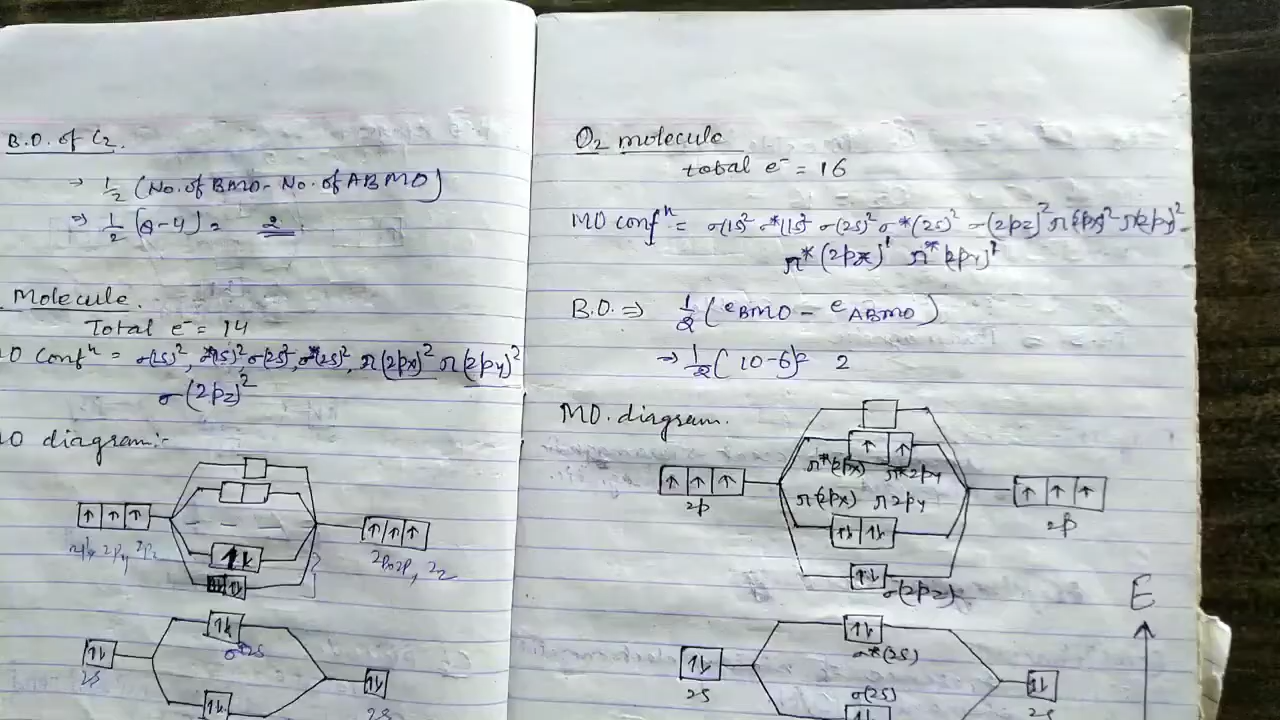 B.O. of C2.
→ 1/2 (No. of BMO - No. of ABMO)
⇒ 1/2 (8-4) = 2
Molecule.
Total e⁻ = 14
MO Confⁿ = σ(1s)², σ*(1s)², σ(2s)², σ*(2s)², π(2px)² π(2py)²
σ(2pz)²
MO diagram:-
↑ ↑ ↑
↑ ↑ ↑
2px 2py 2pz
↑↓
σ*2s
↑↓
2s
↑↓
2s
↑↓
O2 molecule
total e⁻ = 16
MO Confⁿ = σ(1s)² σ*(1s)² σ(2s)² σ*(2s)² σ(2pz)² π(2px)² π(2py)²
π*(2px)¹ π*(2py)¹
B.O. ⇒ 1/2 (eBMO - eABMO)
→ 1/2 (10-6) = 2
MO. diagram.
↑ ↑
π*(2px) π*2py
↑ ↑ ↑
2p
↑ ↑ ↑
2p
π(2px) π2py
↑↓ ↑↓
↑↓
σ(2pz)
E
↑↓
σ*(2s)
↑↓
2s
↑↓
2s
σ(2s)
↑↓